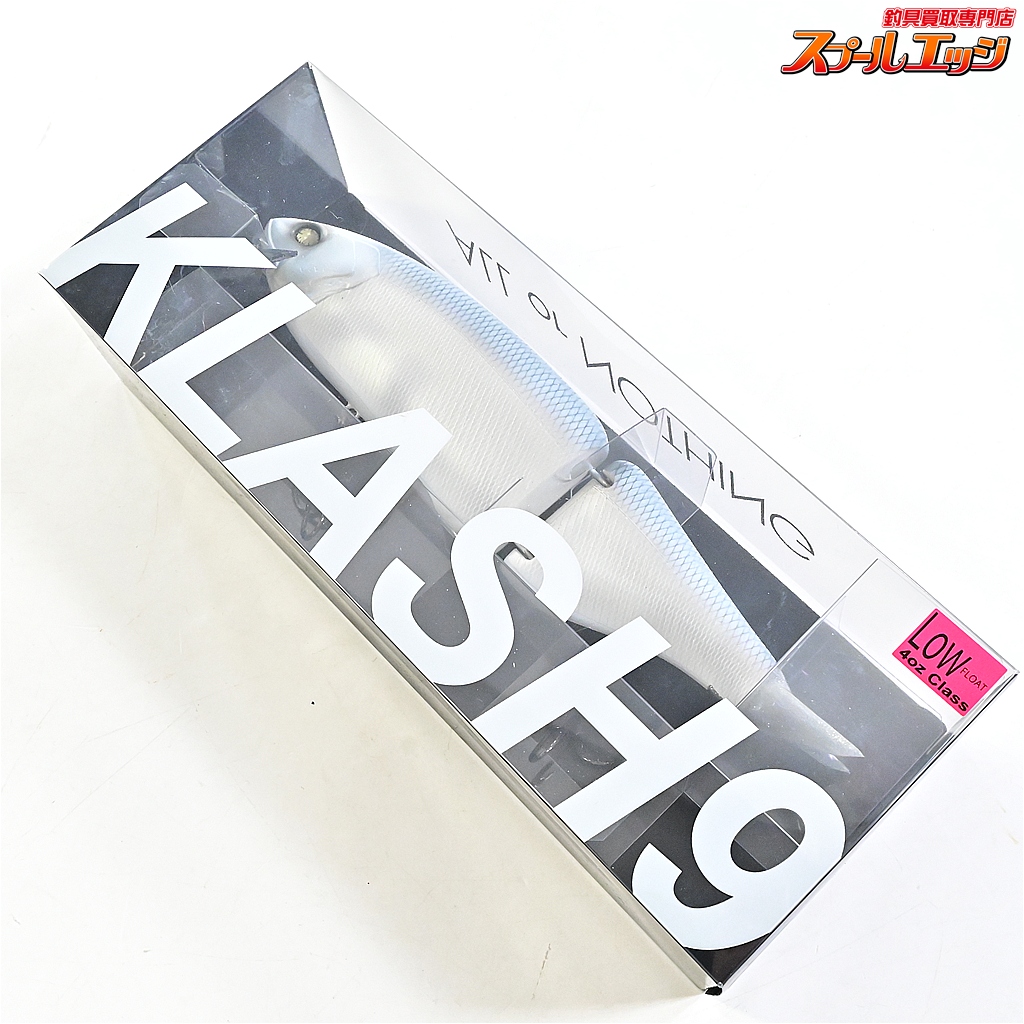 釣具買取専門店
スプールエッジ
ALL or NOTHING
KLASH9
LOW FLOAT
4oz Class